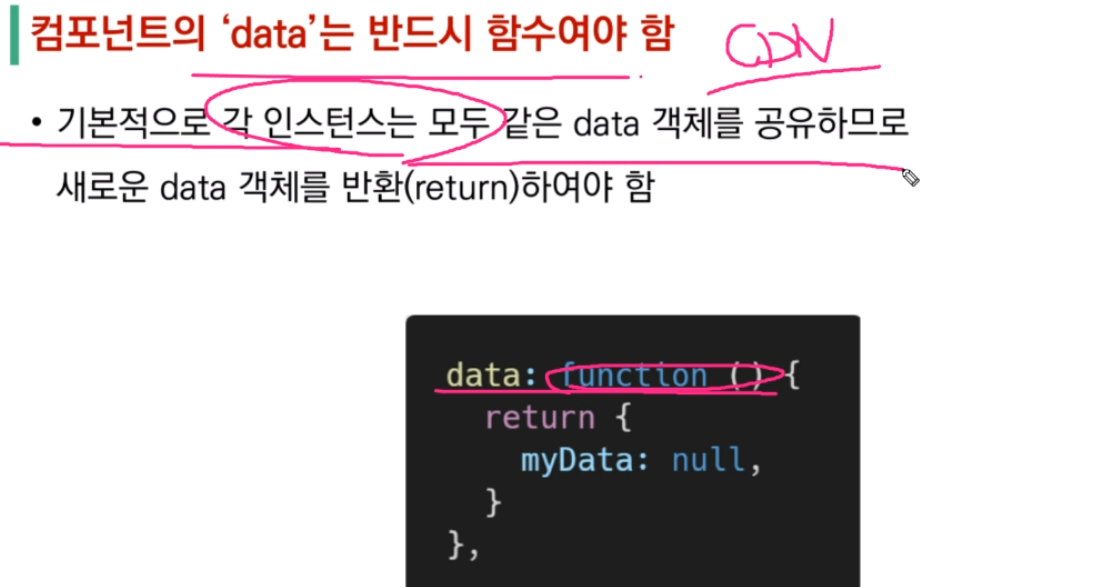 컴포넌트의 ‘data’는 반드시 함수여야 함
CDN
• 기본적으로 각 인스턴스는 모두 같은 data 객체를 공유하므로
새로운 data 객체를 반환(return)하여야 함
data: function () {
return {
myData: null,
}
},